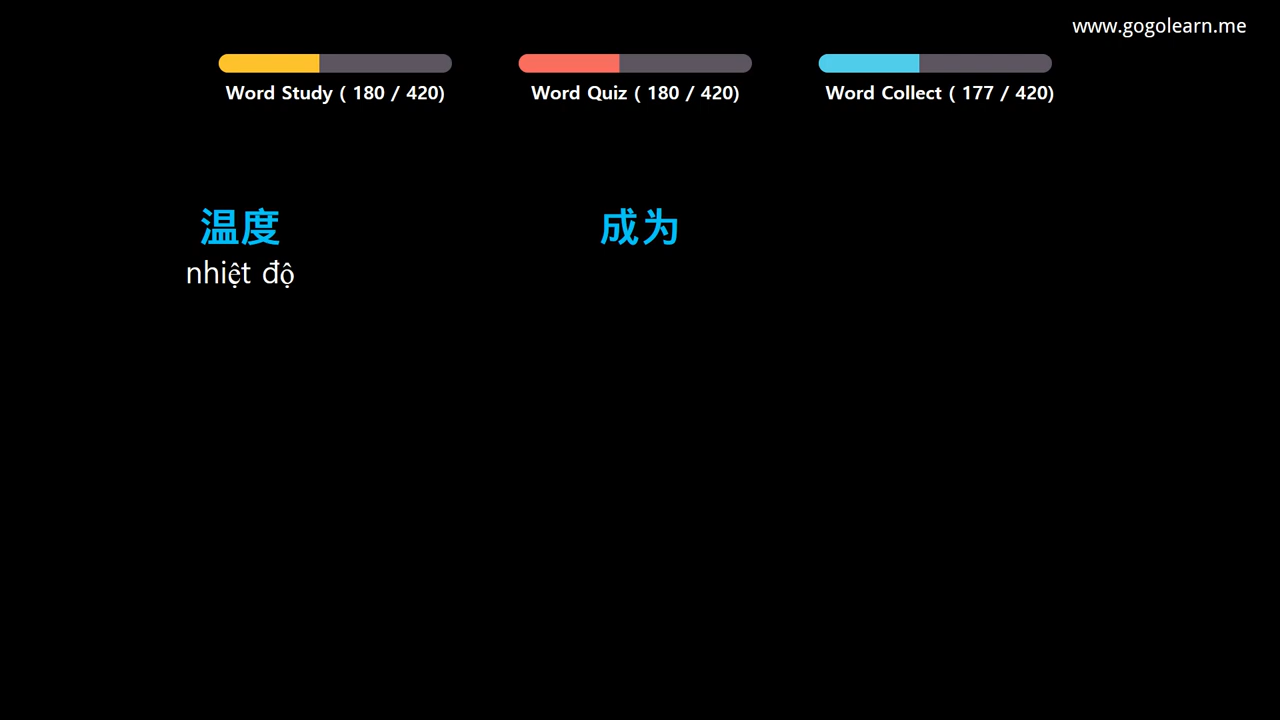 www.gogolearn.me
Word Study ( 180 / 420)
Word Quiz ( 180 / 420)
Word Collect ( 177 / 420)
温度
nhiệt độ
成为